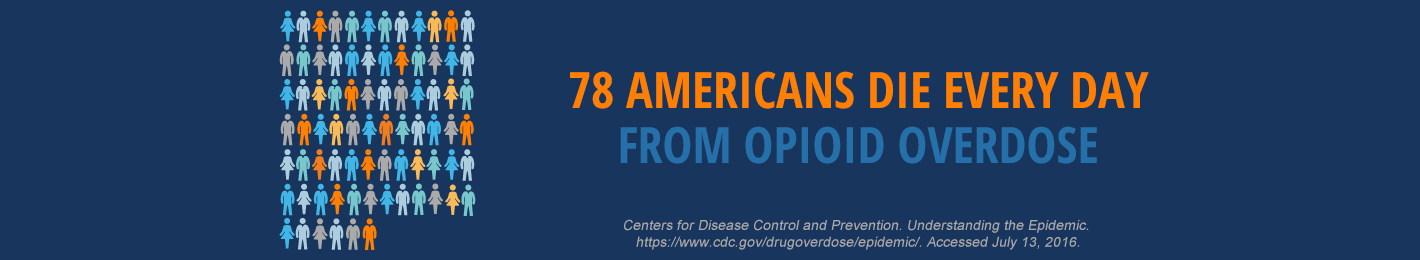 78 AMERICANS DIE EVERY DAY
FROM OPIOID OVERDOSE
Centers for Disease Control and Prevention. Understanding the Epidemic.
https://www.cdc.gov/drugoverdose/epidemic/. Accessed July 13, 2016.